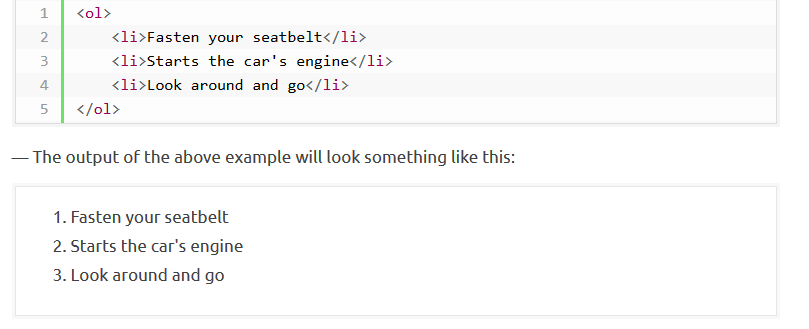 1 <ol>
2     <li>Fasten your seatbelt</li>
3     <li>Starts the car's engine</li>
4     <li>Look around and go</li>
5 </ol>
— The output of the above example will look something like this:
1. Fasten your seatbelt
2. Starts the car's engine
3. Look around and go